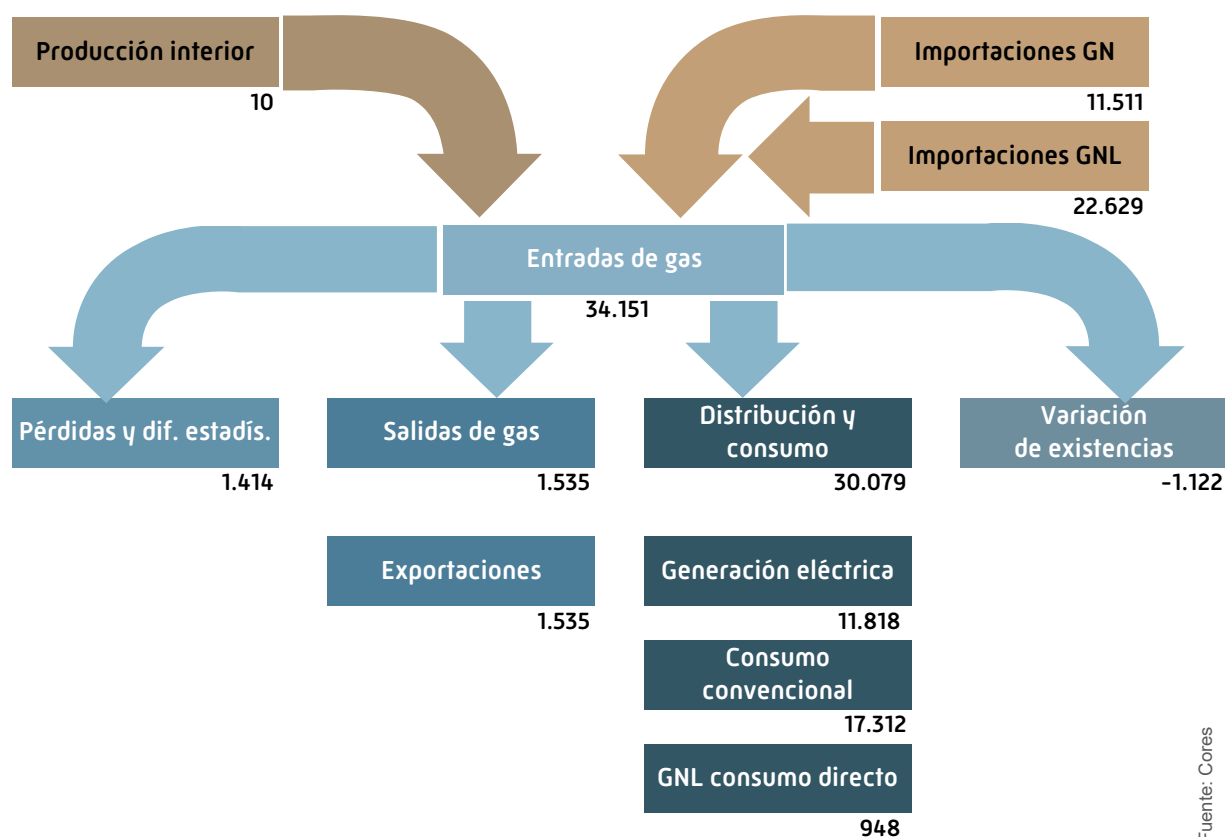 Producción interior
10
Importaciones GN
11.511
Importaciones GNL
22.629
Entradas de gas
34.151
Pérdidas y dif. estadís.
1.414
Salidas de gas
1.535
Distribución y
consumo
30.079
Variación
de existencias
-1.122
Exportaciones
1.535
Generación eléctrica
11.818
Consumo
convencional
17.312
GNL consumo directo
948
Fuente: Cores